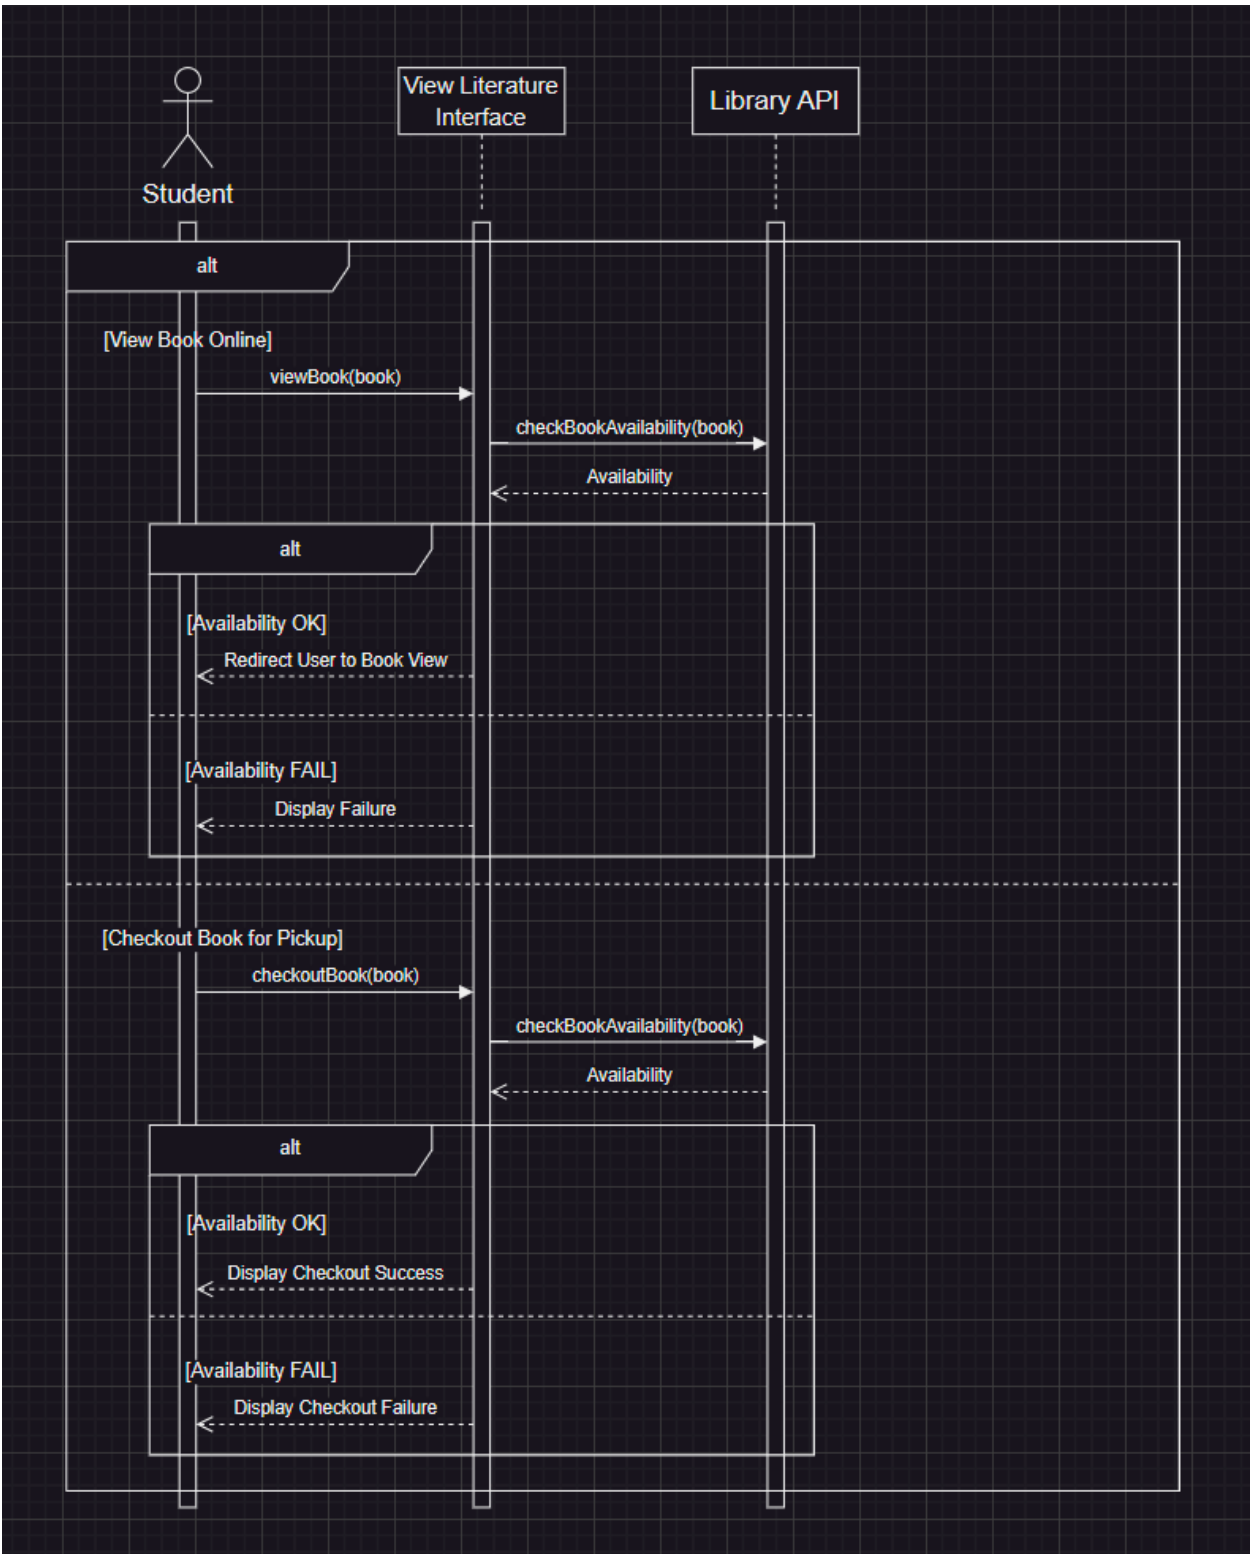 View Literature
Interface
Library API
Student
alt
[View Book Online]
viewBook(book)
checkBookAvailability(book)
Availability
alt
[Availability OK]
Redirect User to Book View
[Availability FAIL]
Display Failure
[Checkout Book for Pickup]
checkoutBook(book)
checkBookAvailability(book)
Availability
alt
[Availability OK]
Display Checkout Success
[Availability FAIL]
Display Checkout Failure